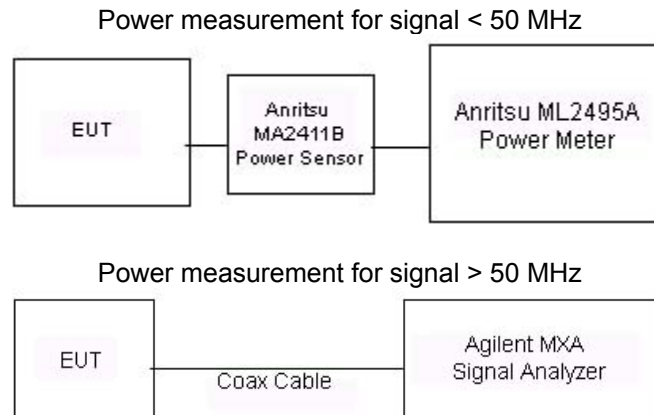 Power measurement for signal < 50 MHz
EUT
Anritsu
MA2411B
Power Sensor
Anritsu ML2495A
Power Meter
Power measurement for signal > 50 MHz
EUT
Coax Cable
Agilent MXA
Signal Analyzer